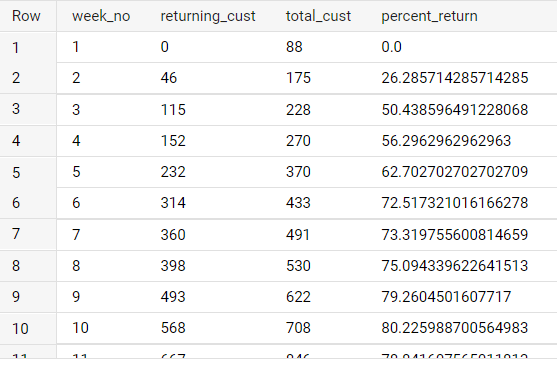 Row week_no returning_cust total_cust percent_return
1 1 0 88 0.0
2 2 46 175 26.285714285714285
3 3 115 228 50.438596491228068
4 4 152 270 56.2962962962963
5 5 232 370 62.702702702702709
6 6 314 433 72.517321016166278
7 7 360 491 73.319755600814659
8 8 398 530 75.094339622641513
9 9 493 622 79.2604501607717
10 10 568 708 80.225988700564983
11 11 667 846